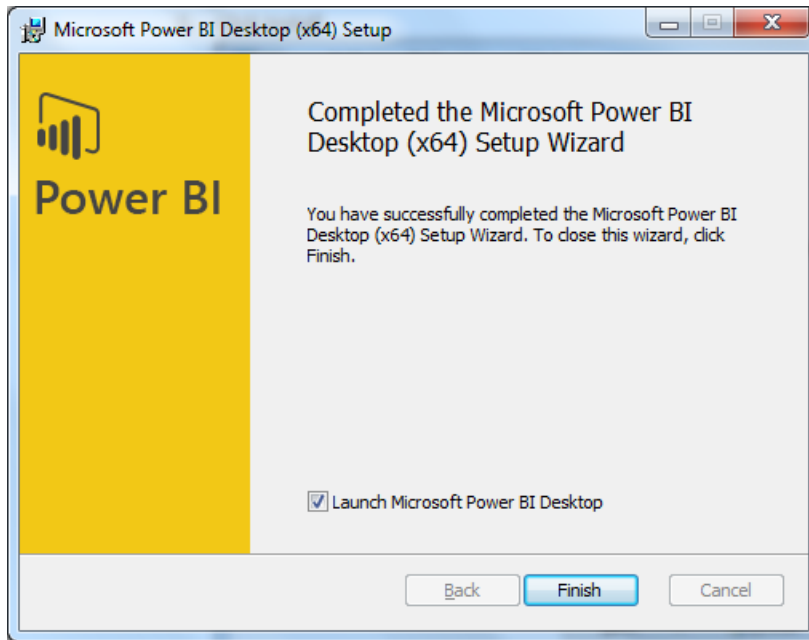 Microsoft Power BI Desktop (x64) Setup
Power BI
Completed the Microsoft Power BI
Desktop (x64) Setup Wizard
You have successfully completed the Microsoft Power BI
Desktop (x64) Setup Wizard. To close this wizard, click
Finish.
Launch Microsoft Power BI Desktop
Back Finish Cancel